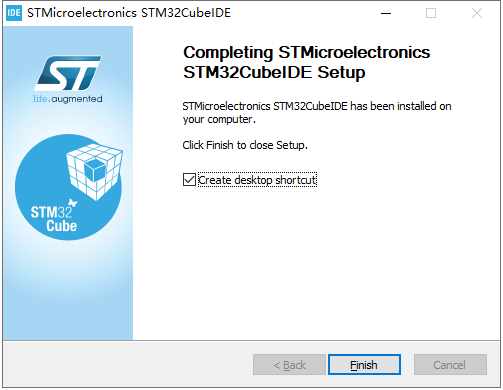 IDE STMicroelectronics STM32CubeIDE
ST
life.augmented
STM32
Cube
Completing STMicroelectronics
STM32CubeIDE Setup
STMicroelectronics STM32CubeIDE has been installed on
your computer.
Click Finish to close Setup.
Create desktop shortcut
< Back
Finish
Cancel